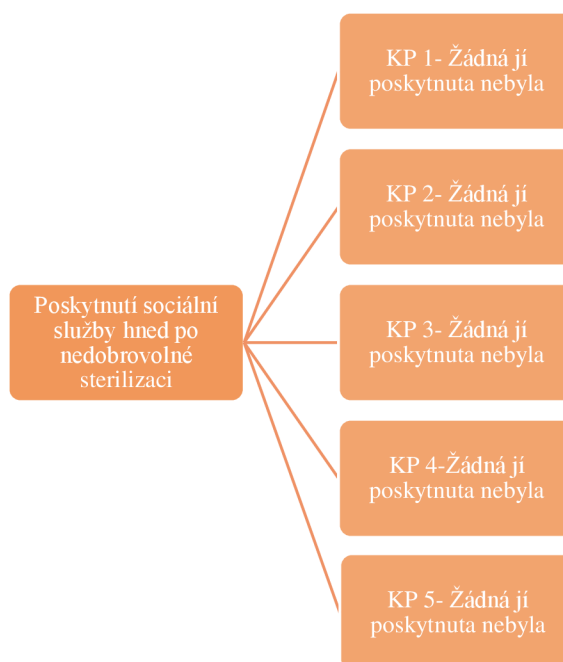 Poskytnutí sociální
služby hned po
nedobrovolné
sterilizaci
KP 1- Žádná jí
poskytnuta nebyla
KP 2- Žádná jí
poskytnuta nebyla
KP 3- Žádná jí
poskytnuta nebyla
KP 4-Žádná jí
poskytnuta nebyla
KP 5- Žádná jí
poskytnuta nebyla